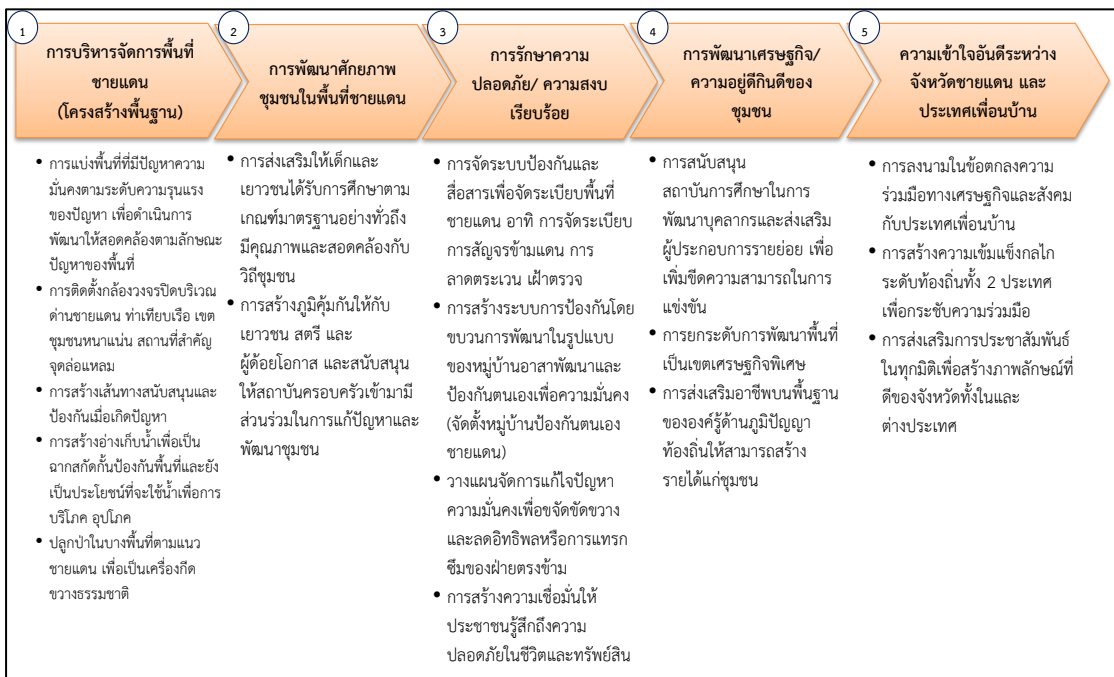 1
การบริหารจัดการพื้นที่
ชายแดน
(โครงสร้างพื้นฐาน)
• การแบ่งพื้นที่ที่มีปัญหาความ
มั่นคงตามระดับความรุนแรง
ของปัญหา เพื่อดำเนินการ
พัฒนาให้สอดคล้องตามลักษณะ
ปัญหาของพื้นที่
• การติดตั้งกล้องวงจรปิดบริเวณ
ด่านชายแดน ท่าเทียบเรือ เขต
ชุมชนหนาแน่น สถานที่สำคัญ
จุดล่อแหลม
• การสร้างเส้นทางสนับสนุนและ
ป้องกันเมื่อเกิดปัญหา
• การสร้างอ่างเก็บน้ำเพื่อเป็น
ฉากสกัดกั้นป้องกันพื้นที่และยัง
เป็นประโยชน์ที่จะใช้น้ำเพื่อการ
บริโภค อุปโภค
• ปลูกป่าในบางพื้นที่ตามแนว
ชายแดน เพื่อเป็นเครื่องกีด
ขวางธรรมชาติ
2
การพัฒนาศักยภาพ
ชุมชนในพื้นที่ชายแดน
• การส่งเสริมให้เด็กและ
เยาวชนได้รับการศึกษาตาม
เกณฑ์มาตรฐานอย่างทั่วถึง
มีคุณภาพและสอดคล้องกับ
วิถีชุมชน
• การสร้างภูมิคุ้มกันให้กับ
เยาวชน สตรี และ
ผู้ด้อยโอกาส และสนับสนุน
ให้สถาบันครอบครัวเข้ามามี
ส่วนร่วมในการแก้ปัญหาและ
พัฒนาชุมชน
3
การรักษาความ
ปลอดภัย/ ความสงบ
เรียบร้อย
• การจัดระบบป้องกันและ
สื่อสารเพื่อจัดระเบียบพื้นที่
ชายแดน อาทิ การจัดระเบียบ
การสัญจรข้ามแดน การ
ลาดตระเวน เฝ้าตรวจ
• การสร้างระบบการป้องกันโดย
ขบวนการพัฒนาในรูปแบบ
ของหมู่บ้านอาสาพัฒนาและ
ป้องกันตนเองเพื่อความมั่นคง
(จัดตั้งหมู่บ้านป้องกันตนเอง
ชายแดน)
• วางแผนจัดการแก้ไขปัญหา
ความมั่นคงเพื่อขจัดขัดขวาง
และลดอิทธิพลหรือการแทรก
ซึมของฝ่ายตรงข้าม
• การสร้างความเชื่อมั่นให้
ประชาชนรู้สึกถึงความ
ปลอดภัยในชีวิตและทรัพย์สิน
4
การพัฒนาเศรษฐกิจ/
ความอยู่ดีกินดีของ
ชุมชน
• การสนับสนุน
สถาบันการศึกษาในการ
พัฒนาบุคลากรและส่งเสริม
ผู้ประกอบการรายย่อย เพื่อ
เพิ่มขีดความสามารถในการ
แข่งขัน
• การยกระดับการพัฒนาพื้นที่
เป็นเขตเศรษฐกิจพิเศษ
• การส่งเสริมอาชีพบนพื้นฐาน
ขององค์รู้ด้านภูมิปัญญา
ท้องถิ่นให้สามารถสร้าง
รายได้แก่ชุมชน
5
ความเข้าใจอันดีระหว่าง
จังหวัดชายแดน และ
ประเทศเพื่อนบ้าน
• การลงนามในข้อตกลงความ
ร่วมมือทางเศรษฐกิจและสังคม
กับประเทศเพื่อนบ้าน
• การสร้างความเข้มแข็งกลไก
ระดับท้องถิ่นทั้ง 2 ประเทศ
เพื่อกระชับความร่วมมือ
• การส่งเสริมการประชาสัมพันธ์
ในทุกมิติเพื่อสร้างภาพลักษณ์ที่
ดีของจังหวัดทั้งในและ
ต่างประเทศ